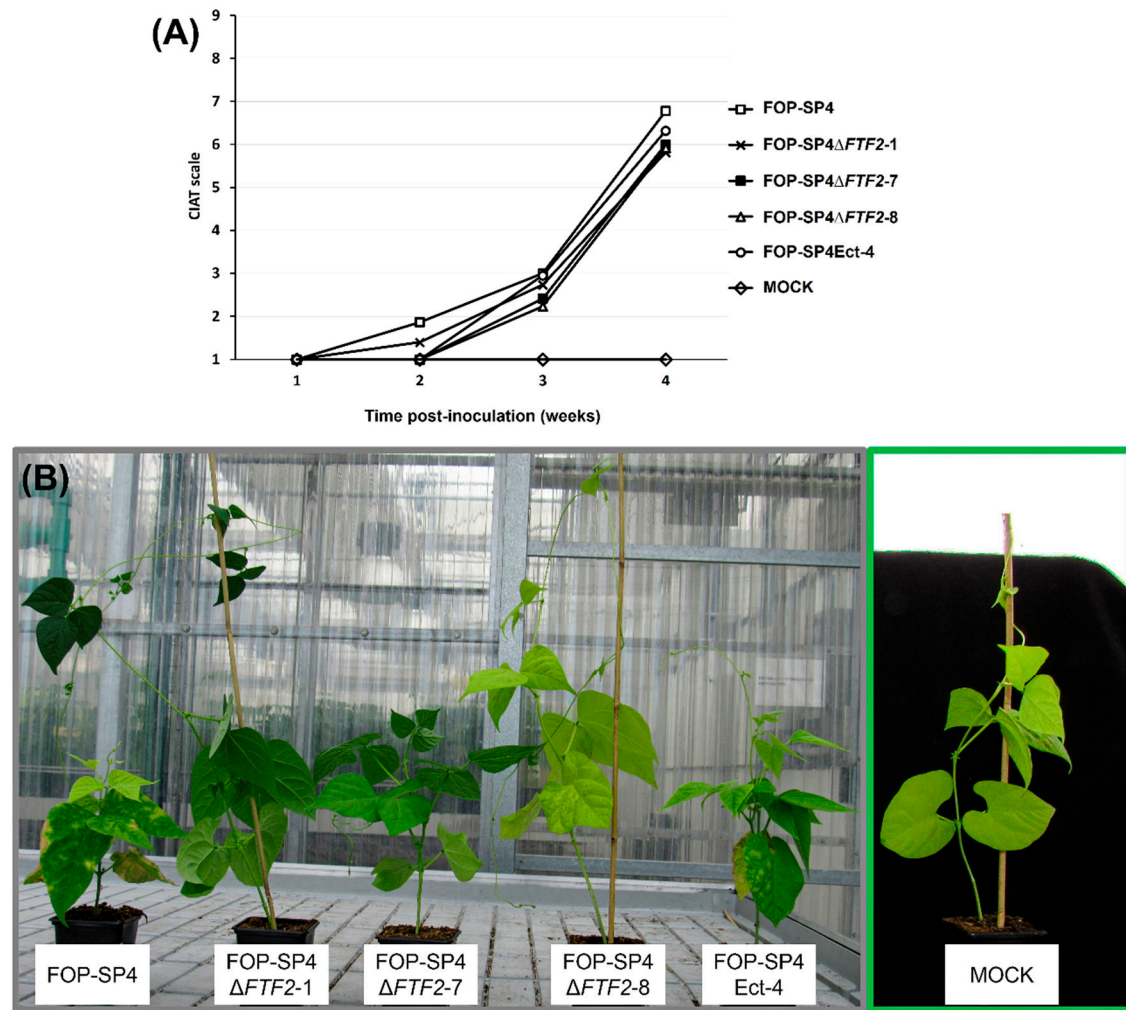 (A)
9
8
7
6
5
4
3
2
1
CIAT scale
1 2 3 4
Time post-inoculation (weeks)
FOP-SP4
FOP-SP4ΔFTF2-1
FOP-SP4ΔFTF2-7
FOP-SP4ΔFTF2-8
FOP-SP4Ect-4
MOCK
(B)
FOP-SP4
FOP-SP4
ΔFTF2-1
FOP-SP4
ΔFTF2-7
FOP-SP4
ΔFTF2-8
FOP-SP4
Ect-4
MOCK